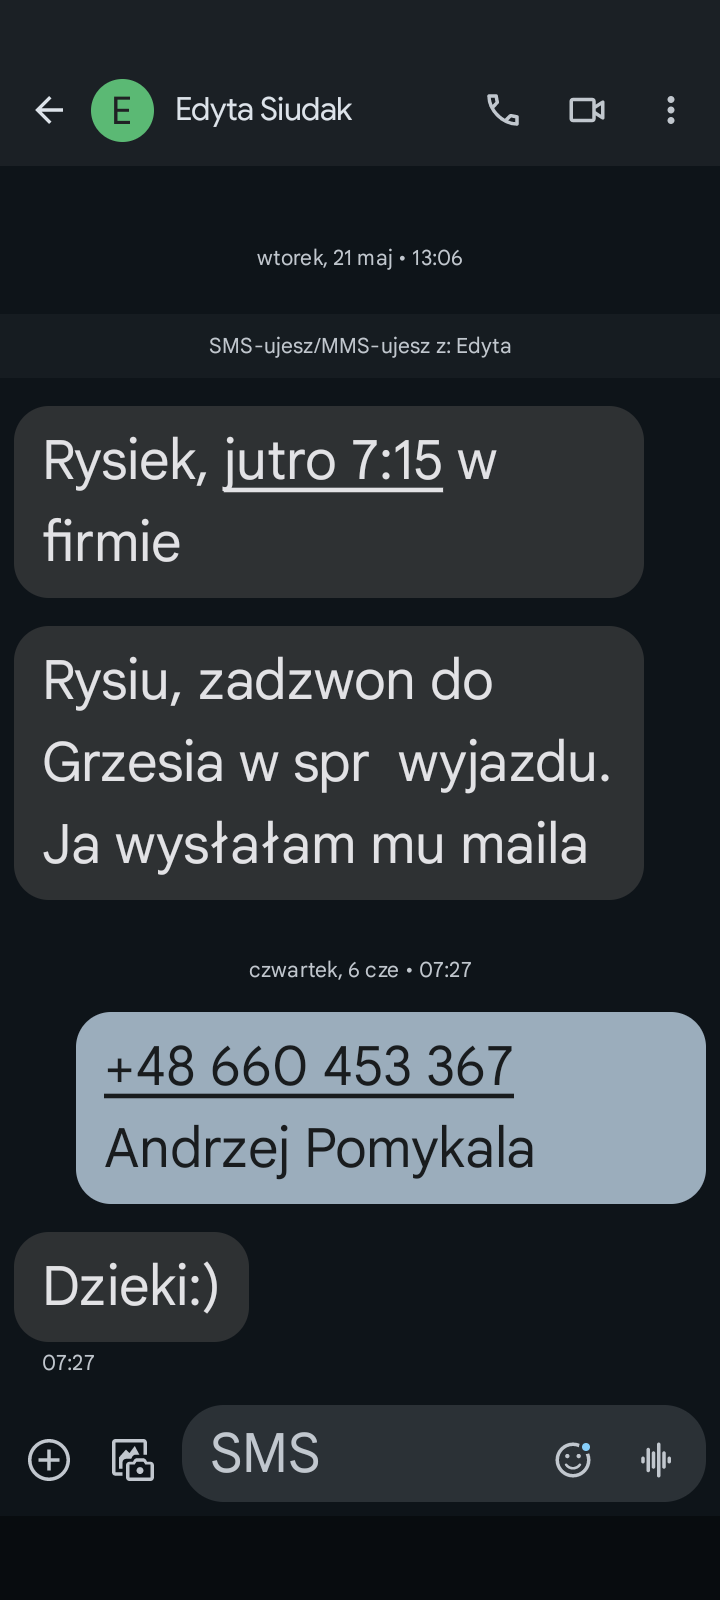 E
Edyta Siudak
wtorek, 21 maj • 13:06
SMS-ujesz/MMS-ujesz z: Edyta
Rysiek, jutro 7:15 w
firmie
Rysiu, zadzwon do
Grzesia w spr  wyjazdu.
Ja wysłałam mu maila
czwartek, 6 cze • 07:27
+48 660 453 367
Andrzej Pomykala
Dzieki:)
07:27
SMS